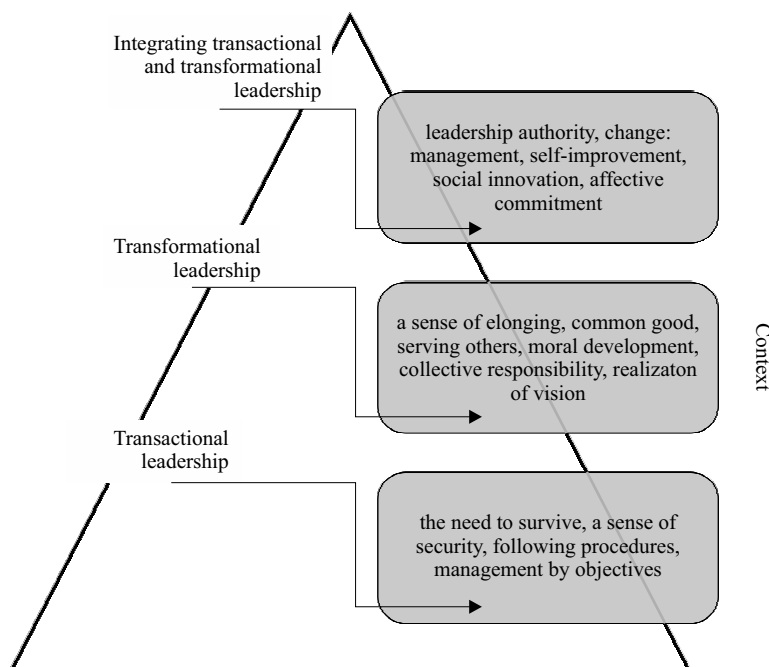 Integrating transactional
and transformational
leadership
leadership authority, change:
management, self-improvement,
social innovation, affective
commitment
Transformational
leadership
a sense of elonging, common good,
serving others, moral development,
collective responsibility, realizaton
of vision
Context
Transactional
leadership
the need to survive, a sense of
security, following procedures,
management by objectives